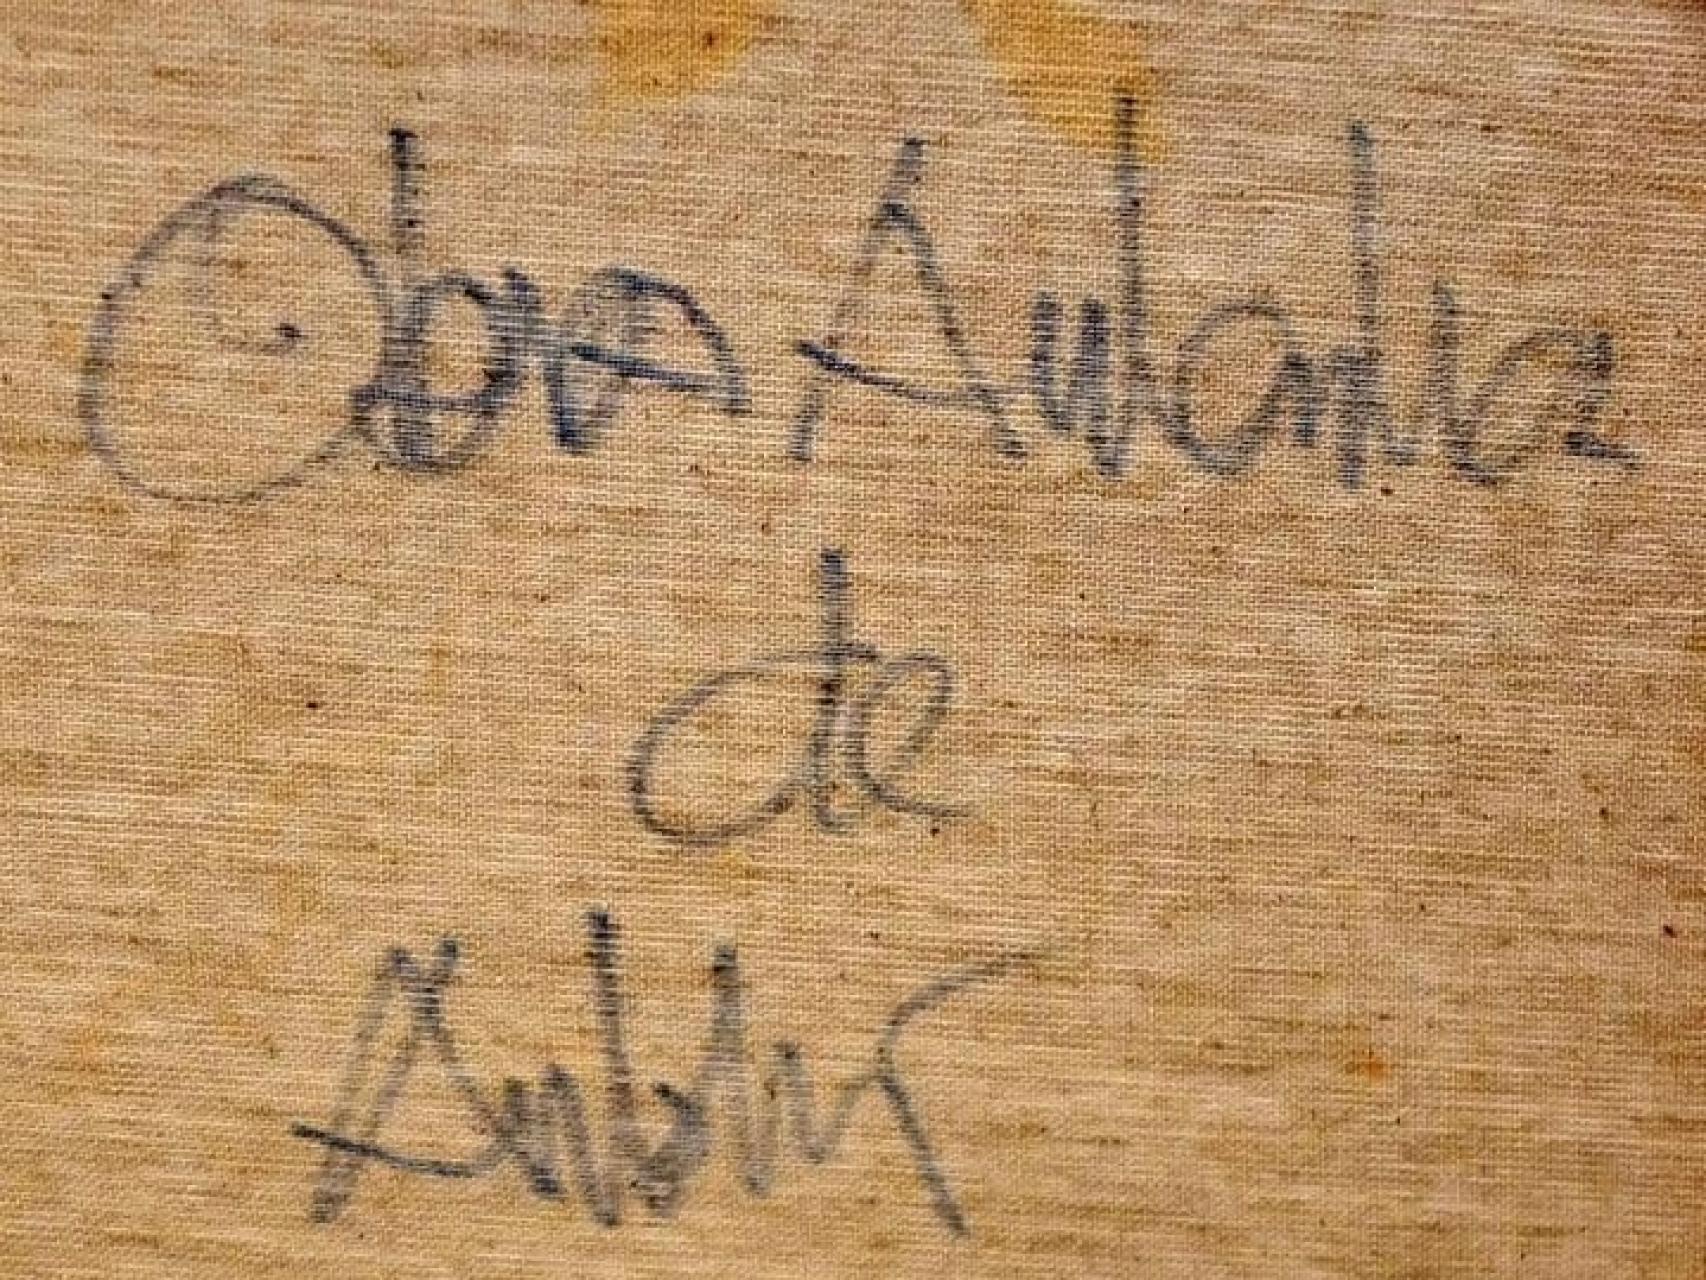 Obra Autentica
de